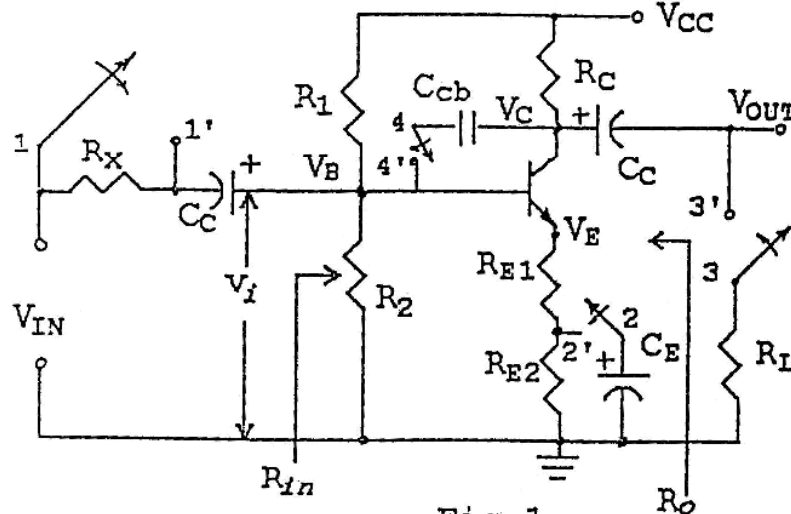 VCC
RC
R1
Ccb
VC
+
VOUT
4
1
1'
RX
+
VB
4'
CC
CC
3'
VE
vi
RE1
3
R2
VIN
2
2'
+
CE
RL
RE2
Rin
Ro